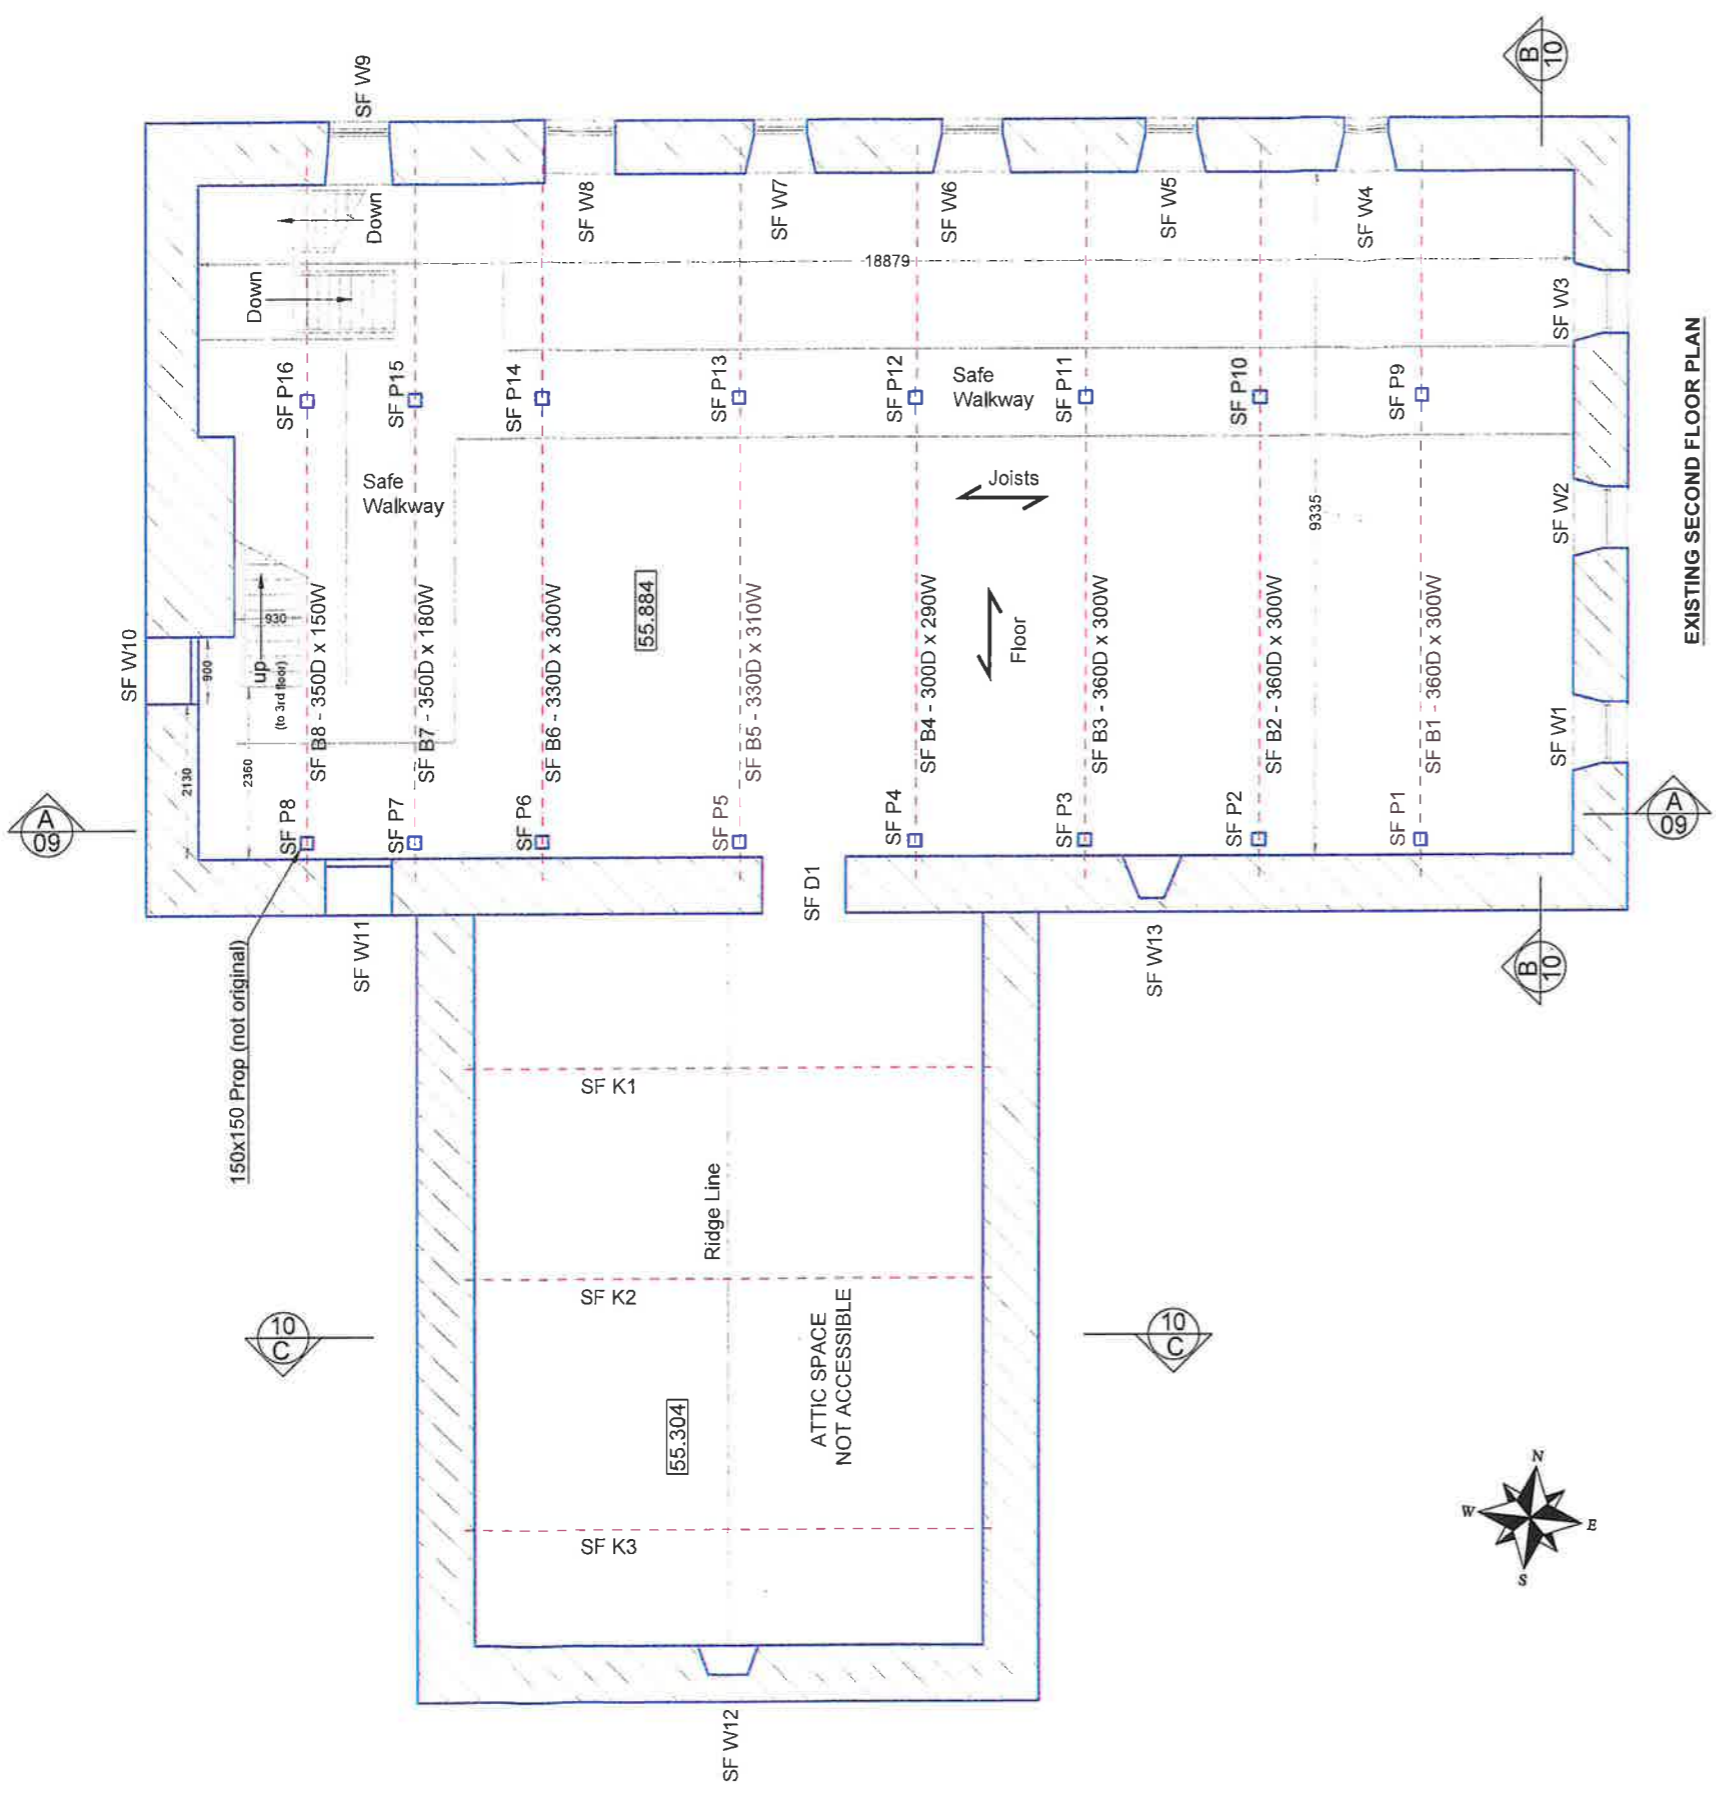 SF W9
B
10
SF W10
Down
Down
SF W8
SF W7
SF W6
SF W5
SF W4
SF W3
18879
SF P16
SF P15
SF P14
SF P13
SF P12
SF P11
SF P10
SF P9
Safe
Walkway
Safe
Walkway
Joists
Floor
9335
SF W2
SF W1
55.884
up
(to 3rd floor)
930
900
2130
2360
SF B8 - 350D x 150W
SF B7 - 350D x 180W
SF B6 - 330D x 300W
SF B5 - 330D x 310W
SF B4 - 300D x 290W
SF B3 - 360D x 300W
SF B2 - 360D x 300W
SF B1 - 360D x 300W
SF P8
SF P7
SF P6
SF P5
SF P4
SF P3
SF P2
SF P1
A
09
A
09
SF D1
SF W11
SF W13
B
10
150x150 Prop (not original)
SF K1
Ridge Line
SF K2
10
C
10
C
ATTIC SPACE
NOT ACCESSIBLE
55.304
SF K3
SF W12
N
W
E
S
EXISTING SECOND FLOOR PLAN